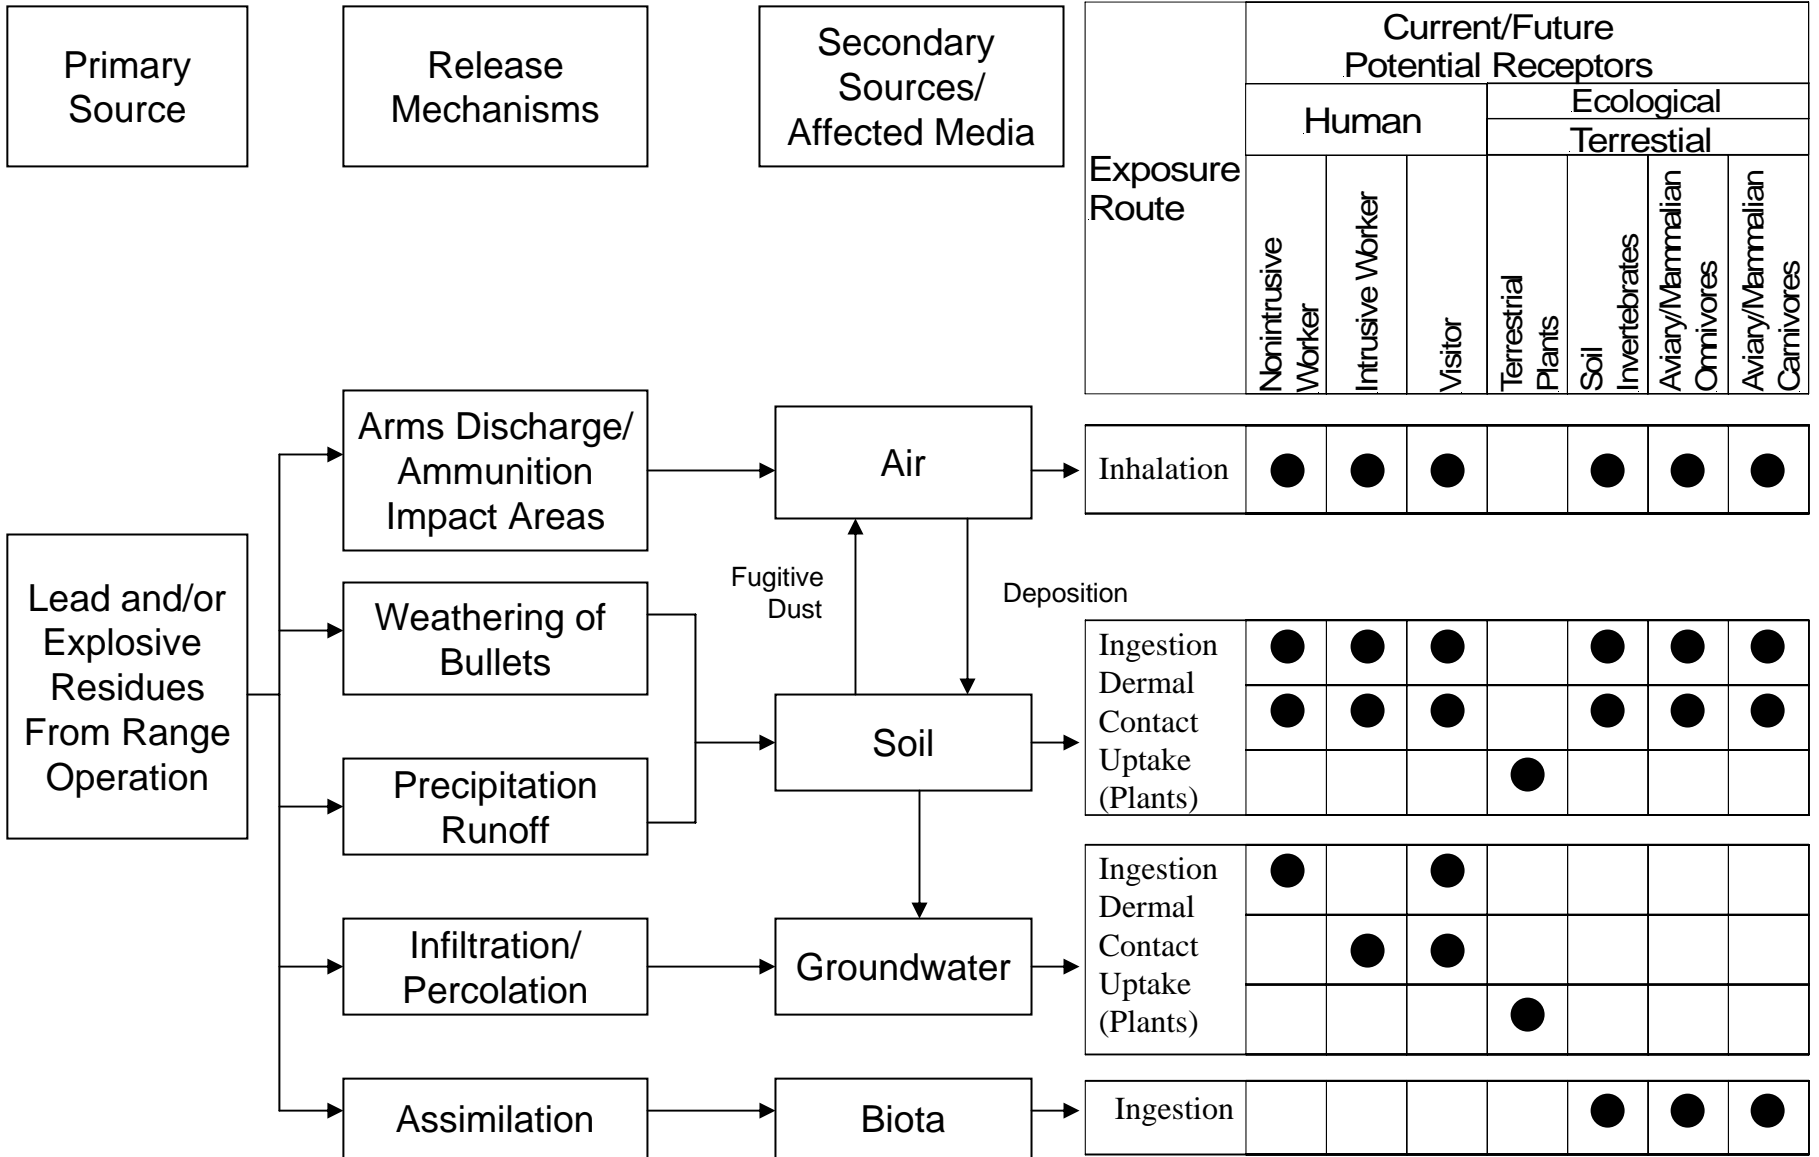 Primary
Source
Release
Mechanisms
Secondary
Sources/
Affected Media
Current/Future
Potential Receptors
Human
Ecological
Terrestial
Exposure
Route
Nonintrusive
Worker
Intrusive Worker
Visitor
Terrestrial
Plants
Soil
Invertebrates
Aviary/Mammalian
Omnivores
Aviary/Mammalian
Carnivores
Lead and/or
Explosive
Residues
From Range
Operation
Arms Discharge/
Ammunition
Impact Areas
Air
Inhalation
Fugitive
Dust
Deposition
Weathering of
Bullets
Precipitation
Runoff
Soil
Ingestion
Dermal
Contact
Uptake
(Plants)
Infiltration/
Percolation
Groundwater
Ingestion
Dermal
Contact
Uptake
(Plants)
Assimilation
Biota
Ingestion